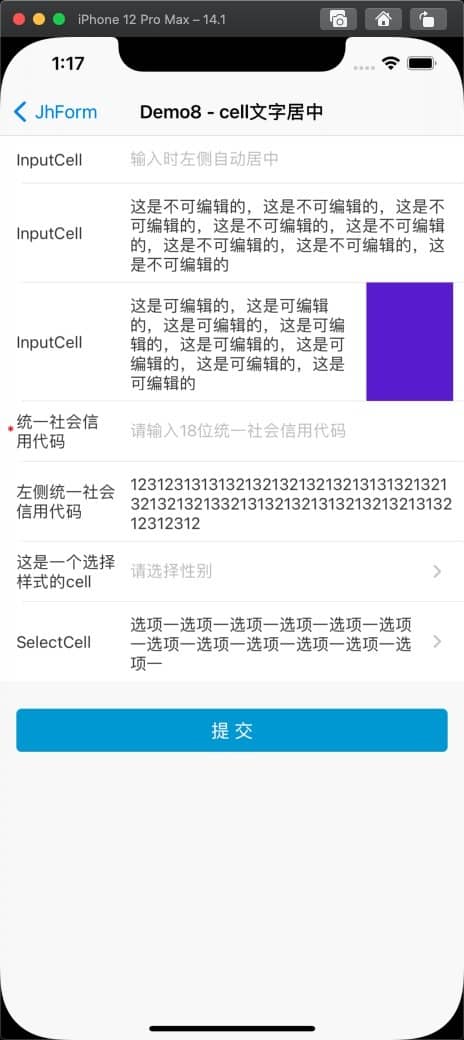 iPhone 12 Pro Max – 14.1
1:17
JhForm
Demo8 - cell文字居中
InputCell
输入时左侧自动居中
InputCell
这是不可编辑的，这是不可编辑的，这是不
可编辑的，这是不可编辑的，这是不可编辑
的，这是不可编辑的，这是不可编辑的，这
是不可编辑的
InputCell
这是可编辑的，这是可编辑
的，这是可编辑的，这是可编
辑的，这是可编辑的，这是可
编辑的，这是可编辑的，这是
可编辑的
*统一社会信
用代码
请输入18位统一社会信用代码
左侧统一社会
信用代码
123123131313213213213213213131321321
3213213213321313213213132132132131 32
12312312
这是一个选择
样式的cell
请选择性别
SelectCell
选项一选项一选项一选项一选项一选项
一选项一选项一选项一选项一选项一选
项一
提 交